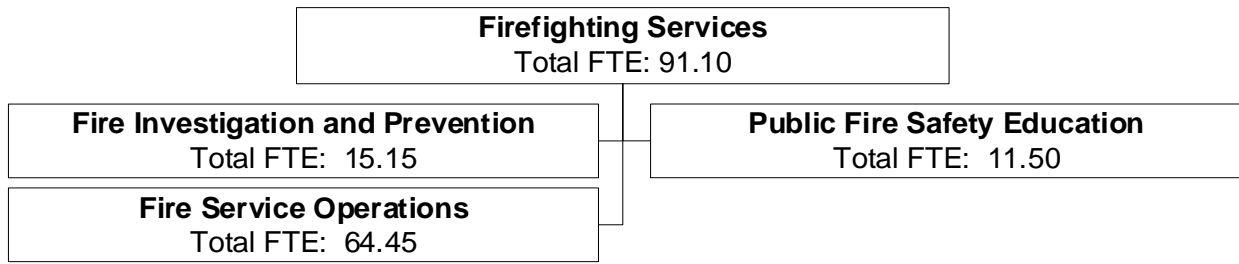 Firefighting Services
Total FTE: 91.10
Fire Investigation and Prevention
Total FTE: 15.15
Public Fire Safety Education
Total FTE: 11.50
Fire Service Operations
Total FTE: 64.45